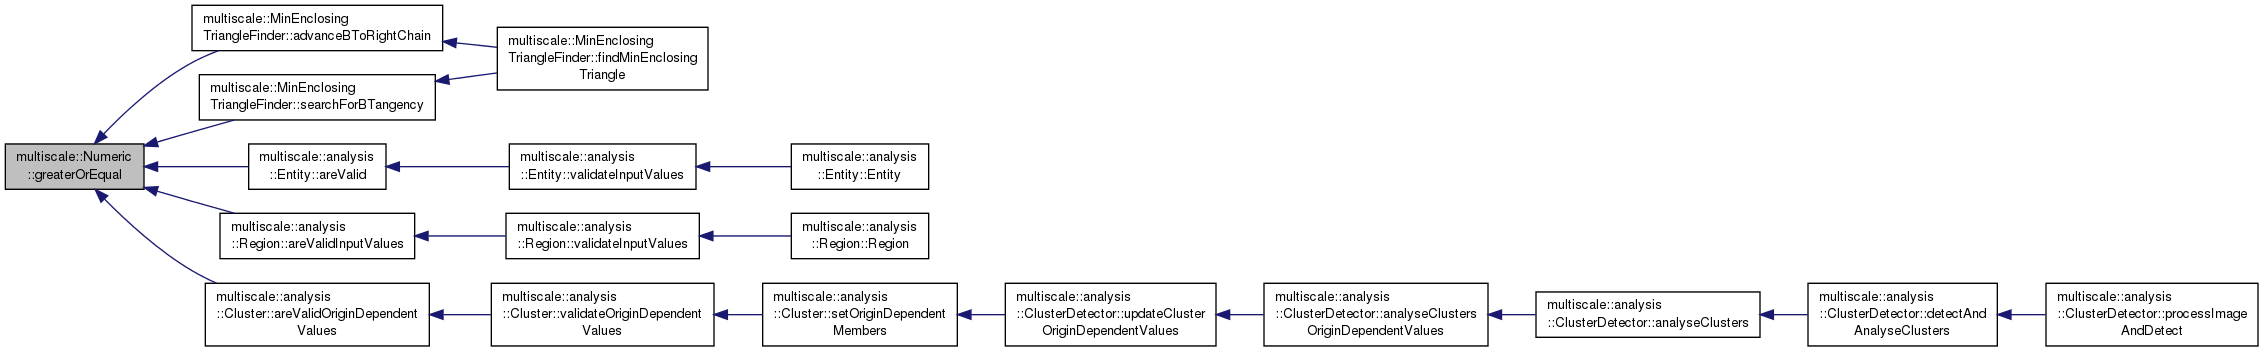 multiscale::MinEnclosing
TriangleFinder::advanceBToRightChain
multiscale::MinEnclosing
TriangleFinder::findMinEnclosing
Triangle
multiscale::MinEnclosing
TriangleFinder::searchForBTangency
multiscale::Numeric
::greaterOrEqual
multiscale::analysis
::Entity::areValid
multiscale::analysis
::Entity::validateInputValues
multiscale::analysis
::Entity::Entity
multiscale::analysis
::Region::areValidInputValues
multiscale::analysis
::Region::validateInputValues
multiscale::analysis
::Region::Region
multiscale::analysis
::Cluster::areValidOriginDependent
Values
multiscale::analysis
::Cluster::validateOriginDependent
Values
multiscale::analysis
::Cluster::setOriginDependent
Members
multiscale::analysis
::ClusterDetector::updateCluster
OriginDependentValues
multiscale::analysis
::ClusterDetector::analyseClusters
OriginDependentValues
multiscale::analysis
::ClusterDetector::analyseClusters
multiscale::analysis
::ClusterDetector::detectAnd
AnalyseClusters
multiscale::analysis
::ClusterDetector::processImage
AndDetect